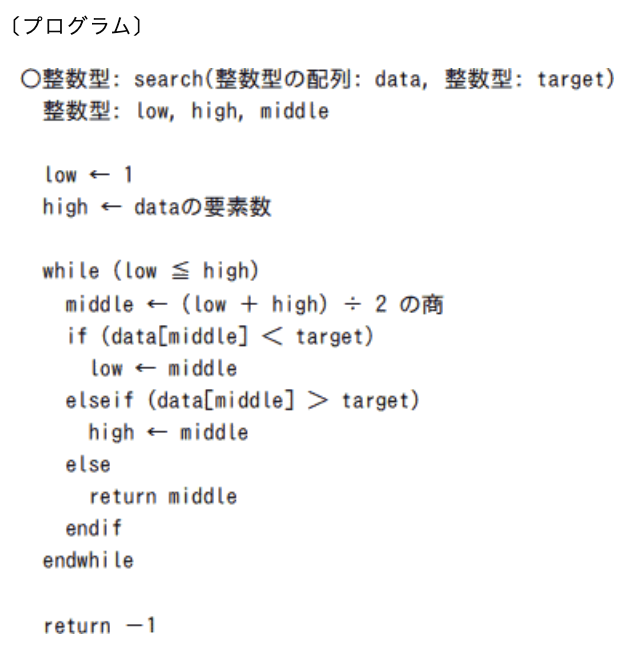 〔プログラム〕
○整数型: search(整数型の配列: data, 整数型: target)
整数型: low, high, middle
low ← 1
high ← dataの要素数
while (low ≦ high)
middle ← (low + high) ÷ 2 の商
if (data[middle] < target)
low ← middle
elseif (data[middle] > target)
high ← middle
else
return middle
endif
endwhile
return －1